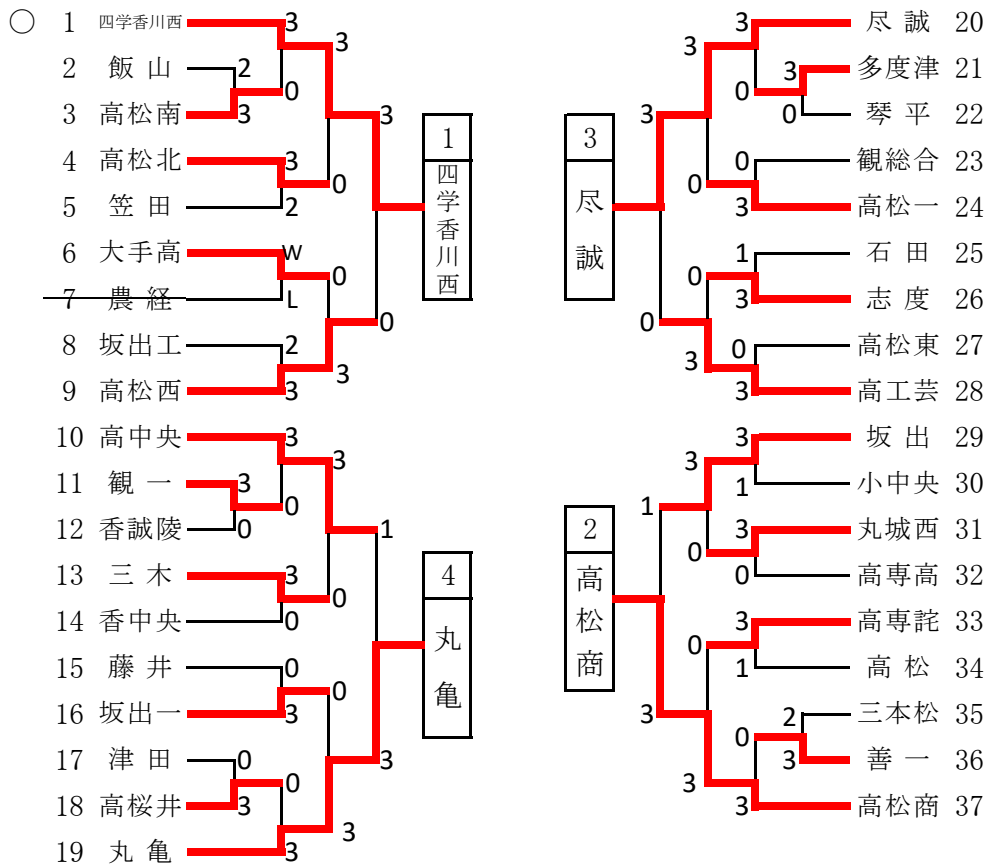 ○ 1 四学香川西 3
3
2 飯山 2
0
3 高松南 3
3
4 高松北 3
0
5 笠田 2
6 大手高 W
0
7 農経 L
0
8 坂出工 2
3
9 高松西 3
1
四学香川西
10 高中央 3
3
11 観一 3
0
12 香誠陵 0
1
13 三木 3
0
14 香中央 0
15 藤井 0
0
16 坂出一 3
17 津田 0
0
3
18 高桜井 3
3
19 丸亀 3
4
丸亀
3 尽誠 20
3
3 多度津 21
0
0 琴平 22
3
0 観総合 23
0
3 高松一 24
1 石田 25
0
3 志度 26
0
0 高松東 27
3
3 高工芸 28
3
尽誠
3 坂出 29
3
1 小中央 30
1
3 丸城西 31
0
0 高専高 32
3 高専詫 33
0
1 高松 34
3
2 三本松 35
0
3 善一 36
3
3 高松商 37
2
高松商